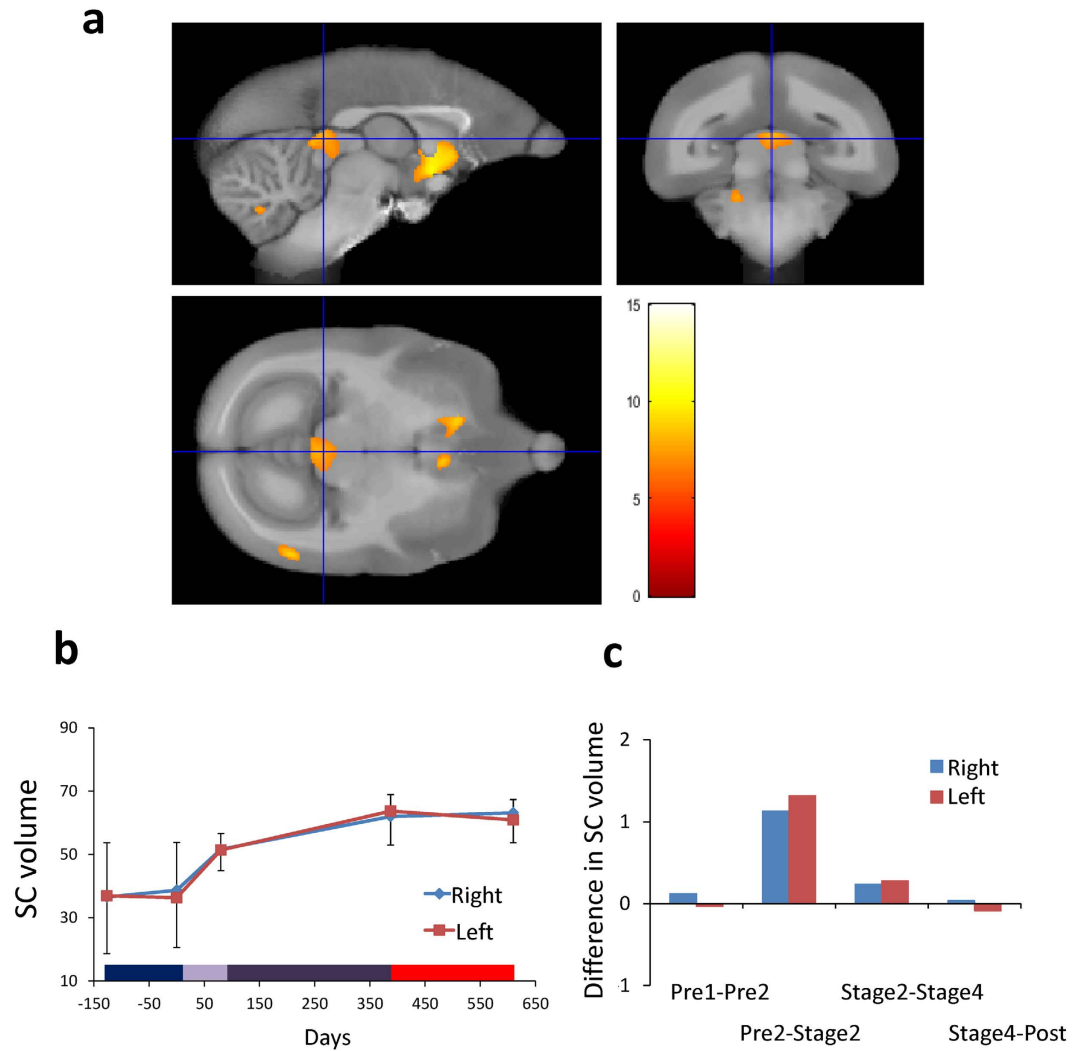 a
15
10
5
0
b
SC volume
90
70
50
30
10
Right
Left
-150 -50 50 150 250 350 450 550 650
Days
c
Difference in SC volume
2
1
0
-1
Right
Left
Pre1-Pre2
Stage2-Stage4
Pre2-Stage2
Stage4-Post